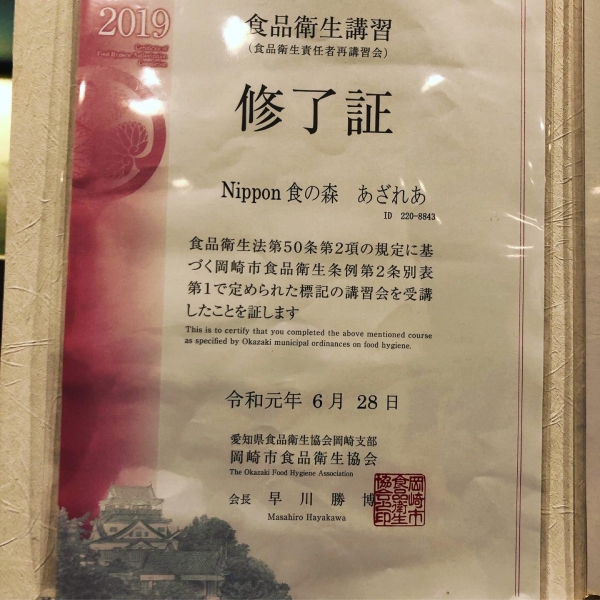 2019
Certificate of
Food Hygiene Authorization
食品衛生講習
(食品衛生責任者再講習会)
修了証
Nippon 食の森 あざれあ
ID 220-8843
食品衛生法第50条第2項の規定に基
づく岡崎市食品衛生条例第2条別表
第1で定められた標記の講習会を受講
したことを証します
This is to certify that you completed the above mentioned course
as specified by Okazaki municipal ordinances on food hygiene.
令和元年 6月 28日
愛知県食品衛生協会岡崎支部
岡崎市食品衛生協会
The Okazaki Food Hygiene Association
会長 早川勝博
Masahiro Hayakawa
岡崎市
食品衛生
協会印